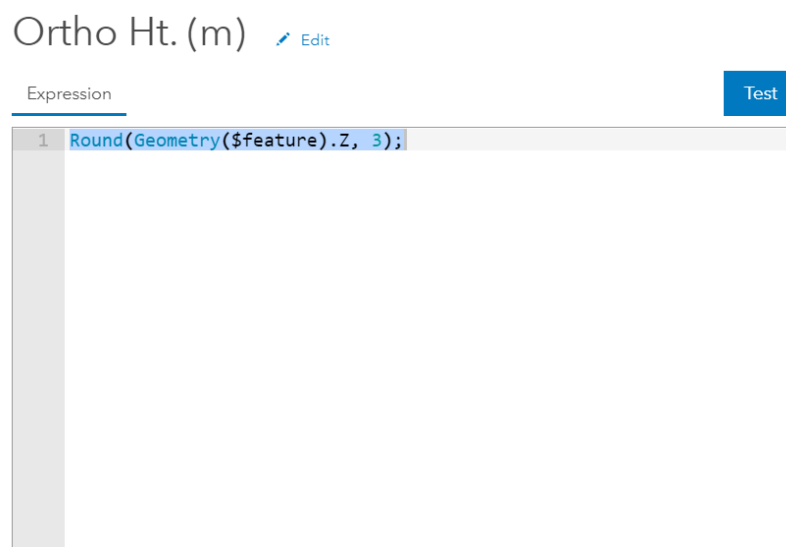 Ortho Ht. (m) Edit
Expression Test
1 Round(Geometry($feature).Z, 3);